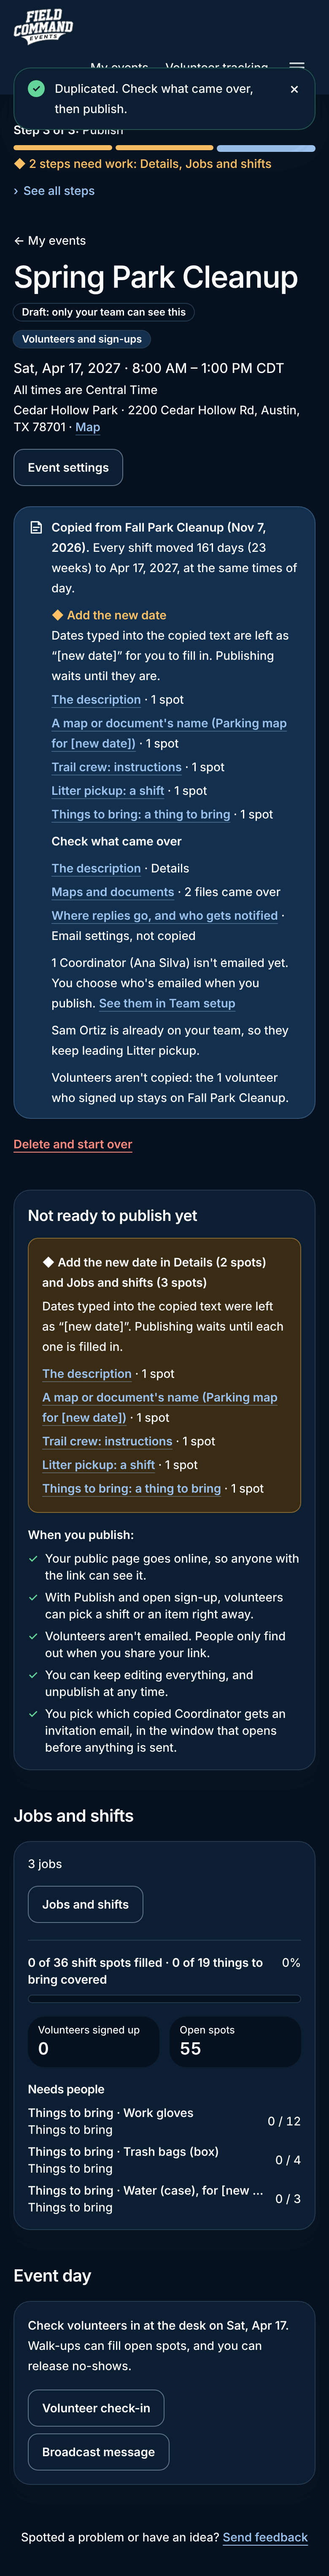 FIELD
COMMAND
EVENTS
My events Volunteer tracking
Duplicated. Check what came over,
then publish.
Step 3 of 3: Publish
2 steps need work: Details, Jobs and shifts
› See all steps
← My events
Spring Park Cleanup
Draft: only your team can see this
Volunteers and sign-ups
Sat, Apr 17, 2027 · 8:00 AM – 1:00 PM CDT
All times are Central Time
Cedar Hollow Park · 2200 Cedar Hollow Rd, Austin,
TX 78701 · Map
Event settings
Copied from Fall Park Cleanup (Nov 7,
2026). Every shift moved 161 days (23
weeks) to Apr 17, 2027, at the same times of
day.
◆ Add the new date
Dates typed into the copied text are left as
“[new date]” for you to fill in. Publishing
waits until they are.
The description · 1 spot
A map or document's name (Parking map
for [new date]) · 1 spot
Trail crew: instructions · 1 spot
Litter pickup: a shift · 1 spot
Things to bring: a thing to bring · 1 spot
Check what came over
The description · Details
Maps and documents · 2 files came over
Where replies go, and who gets notified ·
Email settings, not copied
1 Coordinator (Ana Silva) isn't emailed yet.
You choose who's emailed when you
publish. See them in Team setup
Sam Ortiz is already on your team, so they
keep leading Litter pickup.
Volunteers aren't copied: the 1 volunteer
who signed up stays on Fall Park Cleanup.
Delete and start over
Not ready to publish yet
◆ Add the new date in Details (2 spots)
and Jobs and shifts (3 spots)
Dates typed into the copied text were left
as “[new date]”. Publishing waits until each
one is filled in.
The description · 1 spot
A map or document's name (Parking map
for [new date]) · 1 spot
Trail crew: instructions · 1 spot
Litter pickup: a shift · 1 spot
Things to bring: a thing to bring · 1 spot
When you publish:
Your public page goes online, so anyone with
the link can see it.
With Publish and open sign-up, volunteers
can pick a shift or an item right away.
Volunteers aren't emailed. People only find
out when you share your link.
You can keep editing everything, and
unpublish at any time.
You pick which copied Coordinator gets an
invitation email, in the window that opens
before anything is sent.
Jobs and shifts
3 jobs
Jobs and shifts
0 of 36 shift spots filled · 0 of 19 things to 0%
bring covered
Volunteers signed up Open spots
0 55
Needs people
Things to bring · Work gloves 0 / 12
Things to bring
Things to bring · Trash bags (box) 0 / 4
Things to bring
Things to bring · Water (case), for [new ... 0 / 3
Things to bring
Event day
Check volunteers in at the desk on Sat, Apr 17.
Walk-ups can fill open spots, and you can
release no-shows.
Volunteer check-in
Broadcast message
Spotted a problem or have an idea? Send feedback